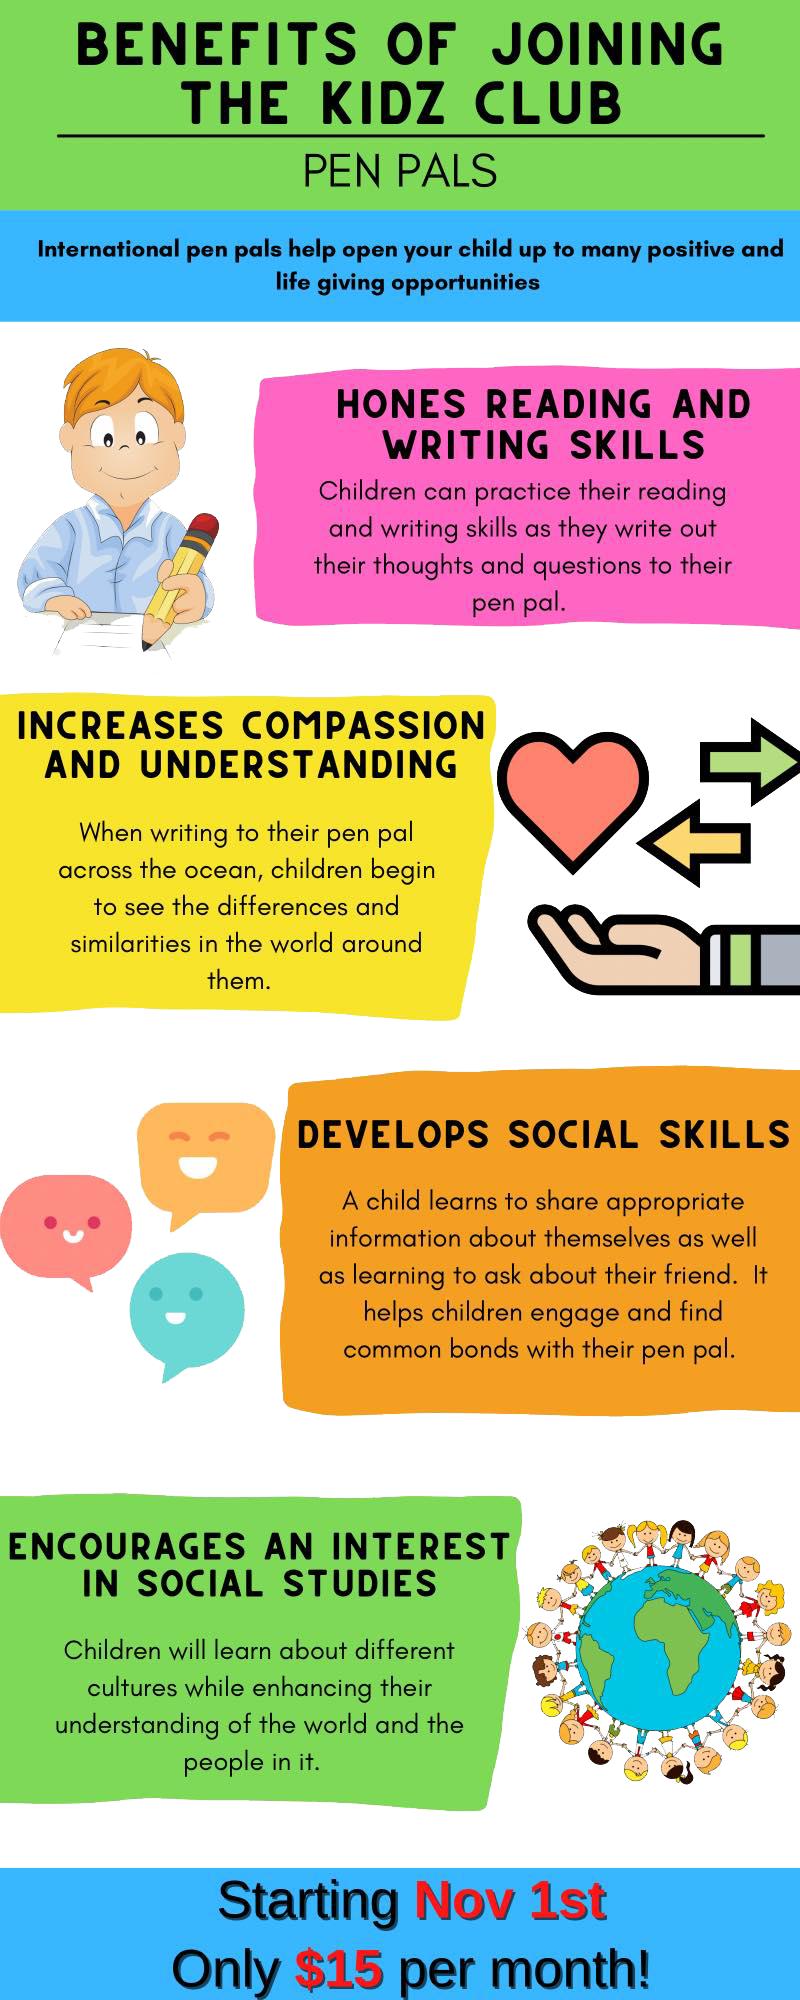 BENEFITS OF JOINING
THE KIDZ CLUB
PEN PALS
International pen pals help open your child up to many positive and
life giving opportunities
HONES READING AND
WRITING SKILLS
Children can practice their reading
and writing skills as they write out
their thoughts and questions to their
pen pal.
INCREASES COMPASSION
AND UNDERSTANDING
When writing to their pen pal
across the ocean, children begin
to see the differences and
similarities in the world around
them.
DEVELOPS SOCIAL SKILLS
A child learns to share appropriate
information about themselves as well
as learning to ask about their friend.  It
helps children engage and find
common bonds with their pen pal.
ENCOURAGES AN INTEREST
IN SOCIAL STUDIES
Children will learn about different
cultures while enhancing their
understanding of the world and the
people in it.
Starting Nov 1st
Only $15 per month!